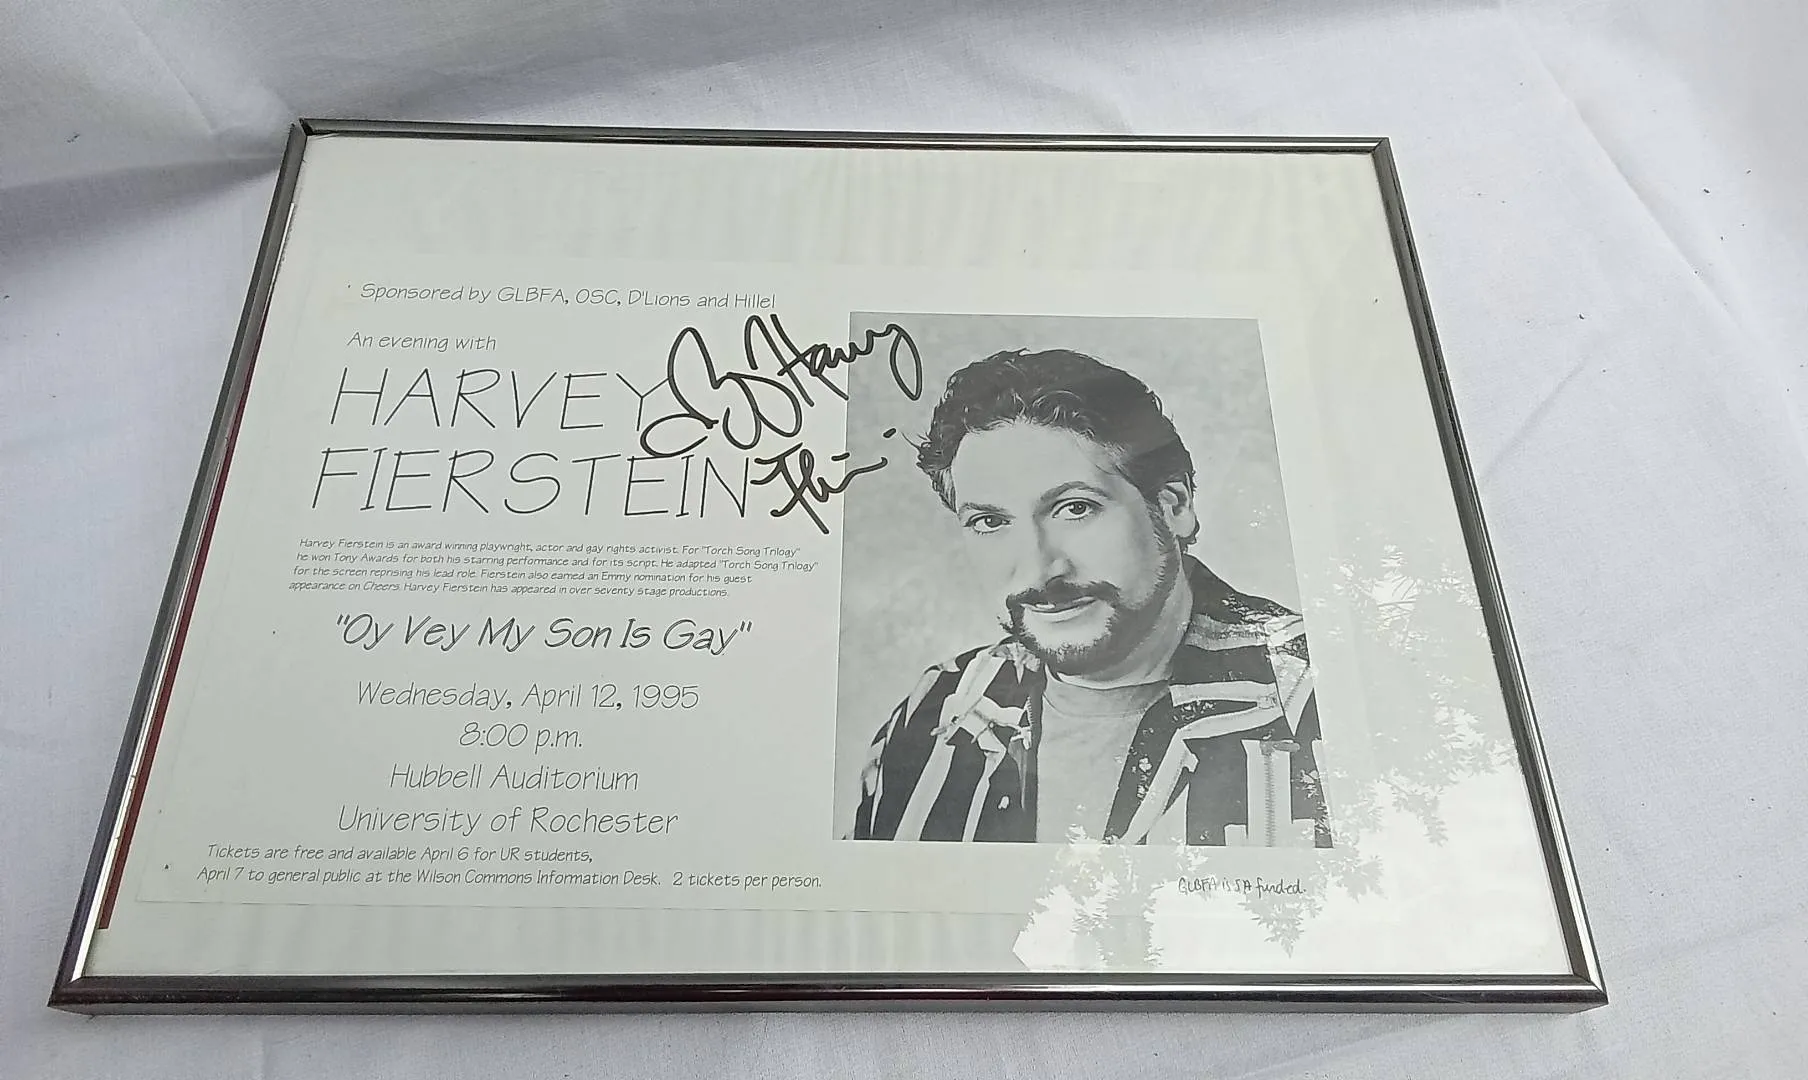 Sponsored by GLBFA, OSC, D'Lions and Hillel
An evening with
HARVEY
FIERSTEIN
Harvey
Harvey Fierstein is an award winning playwright, actor and gay rights activist. For "Torch Song Trilogy"
he won Tony Awards for both his starring performance and for its script. He adapted "Torch Song Trilogy"
for the screen reprising his lead role. Fierstein also earned an Emmy nomination for his guest
appearance on Cheers. Harvey Fierstein has appeared in over seventy stage productions.
"Oy Vey My Son Is Gay"
Wednesday, April 12, 1995
8:00 p.m.
Hubbell Auditorium
University of Rochester
Tickets are free and available April 6 for UR students,
April 7 to general public at the Wilson Commons Information Desk. 2 tickets per person.
GLBFA is SA funded.